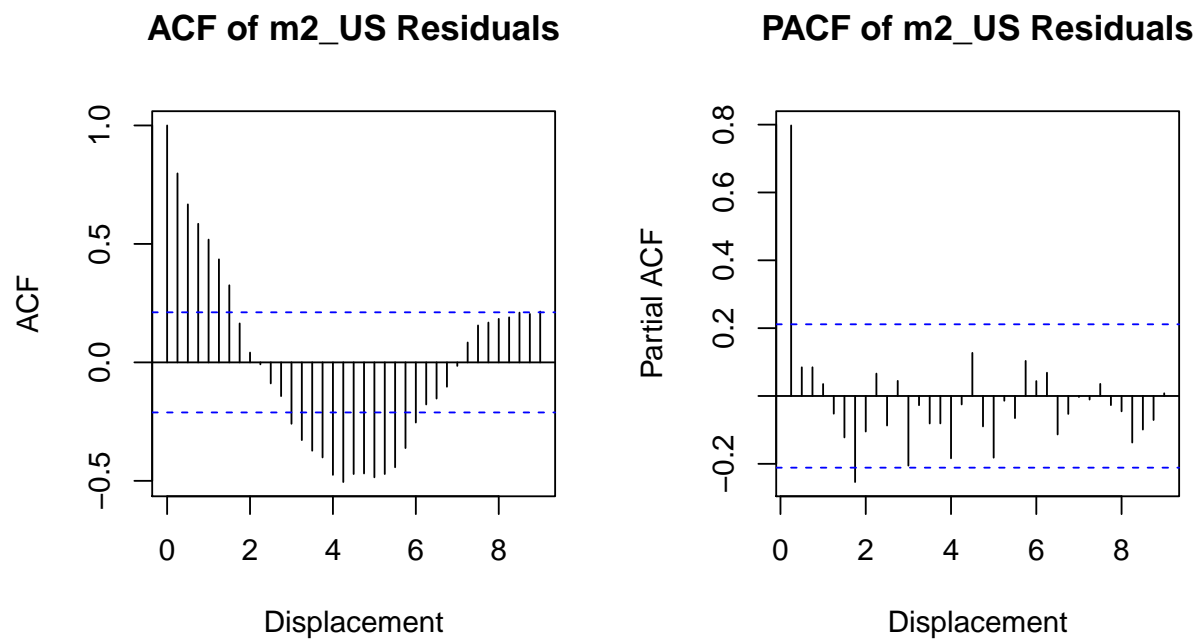 ACF of m2_US Residuals
ACF
1.0
0.5
0.0
−0.5
0 2 4 6 8
Displacement
PACF of m2_US Residuals
Partial ACF
0.8
0.6
0.4
0.2
−0.2
0 2 4 6 8
Displacement